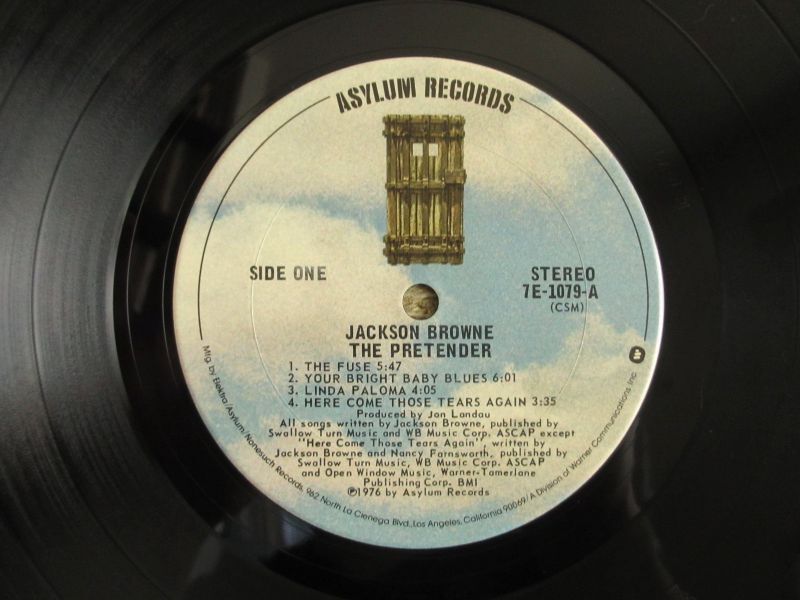 ASYLUM RECORDS
SIDE ONE
STEREO
7E-1079-A
(CSM)
JACKSON BROWNE
THE PRETENDER
1. THE FUSE 5:47
2. YOUR BRIGHT BABY BLUES 6:01
3. LINDA PALOMA 4:05
4. HERE COME THOSE TEARS AGAIN 3:35
Produced by Jon Landau
All songs written by Jackson Browne, published by
Swallow Turn Music and WB Music Corp. ASCAP except
"Here Come Those Tears Again", written by
Jackson Browne and Nancy Farnsworth, published by
Swallow Turn Music, WB Music Corp. ASCAP
and Open Window Music, Warner-Tamerlane
Publishing Corp. BMI
℗1976 by Asylum Records
Mfg. by Elektra/Asylum/Nonesuch Records, 962 North La Cienega Blvd., Los Angeles, California 90069/A Division of Warner Communications, Inc.